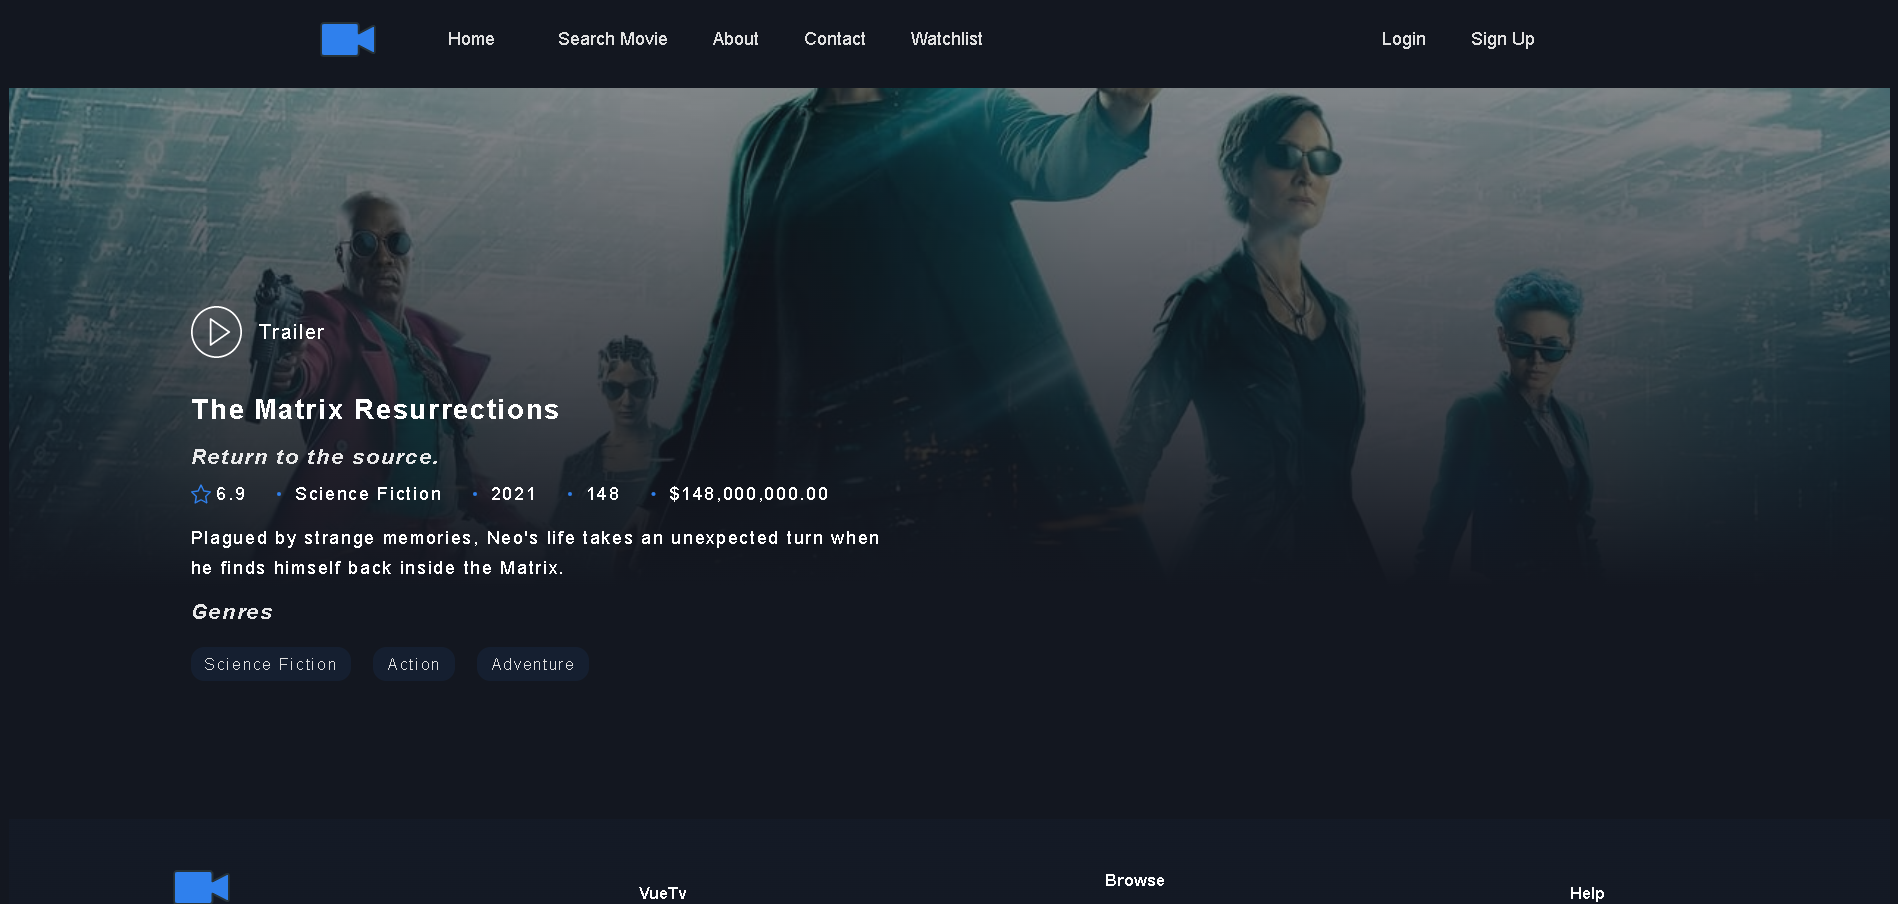 Home Search Movie About Contact Watchlist Login Sign Up
Trailer
The Matrix Resurrections
Return to the source.
6.9 • Science Fiction • 2021 • 148 • $148,000,000.00
Plagued by strange memories, Neo's life takes an unexpected turn when
he finds himself back inside the Matrix.
Genres
Science Fiction Action Adventure
Browse
VueTv Help